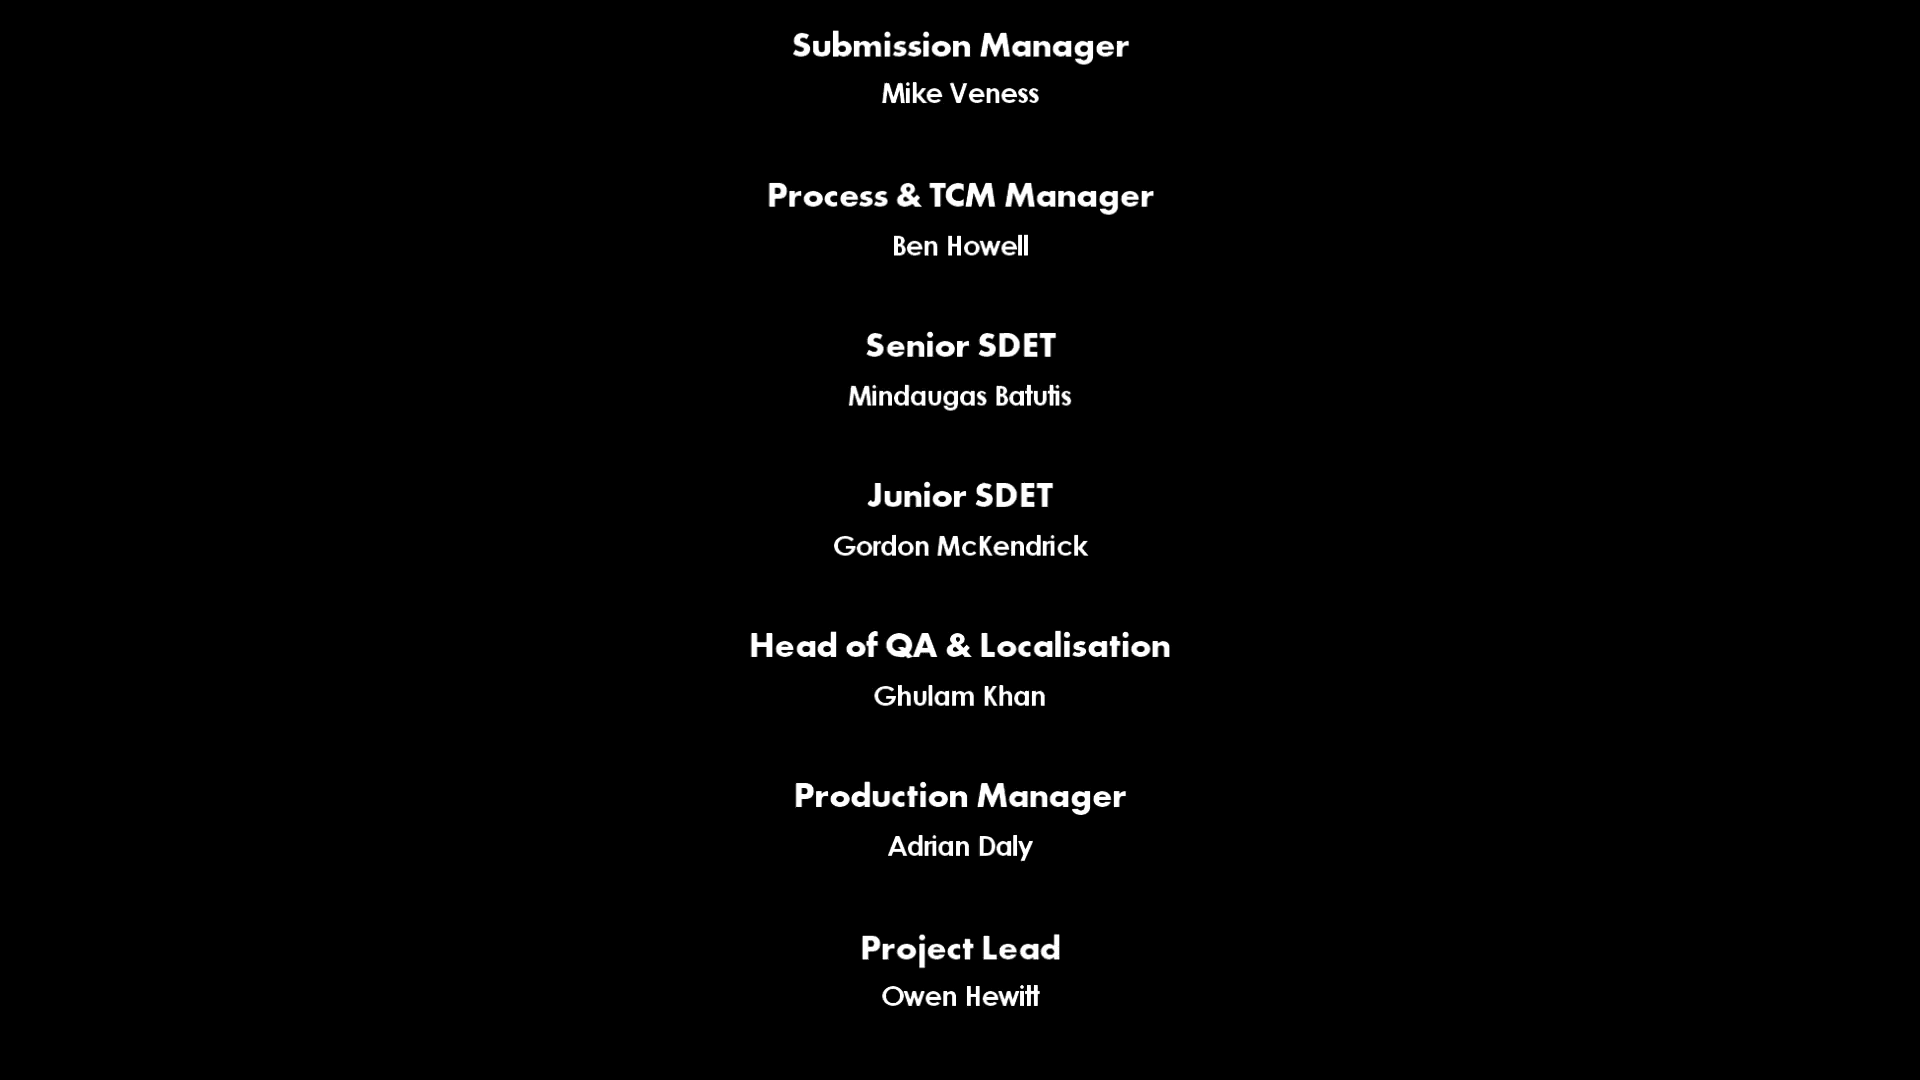 Submission Manager
Mike Veness
Process & TCM Manager
Ben Howell
Senior SDET
Mindaugas Batutis
Junior SDET
Gordon McKendrick
Head of QA & Localisation
Ghulam Khan
Production Manager
Adrian Daly
Project Lead
Owen Hewitt